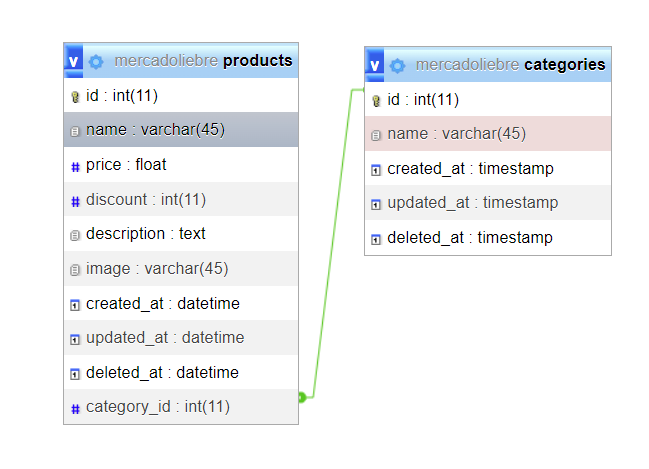 v mercadoliebre products
id : int(11)
name : varchar(45)
price : float
discount : int(11)
description : text
image : varchar(45)
created_at : datetime
updated_at : datetime
deleted_at : datetime
category_id : int(11)
v mercadoliebre categories
id : int(11)
name : varchar(45)
created_at : timestamp
updated_at : timestamp
deleted_at : timestamp